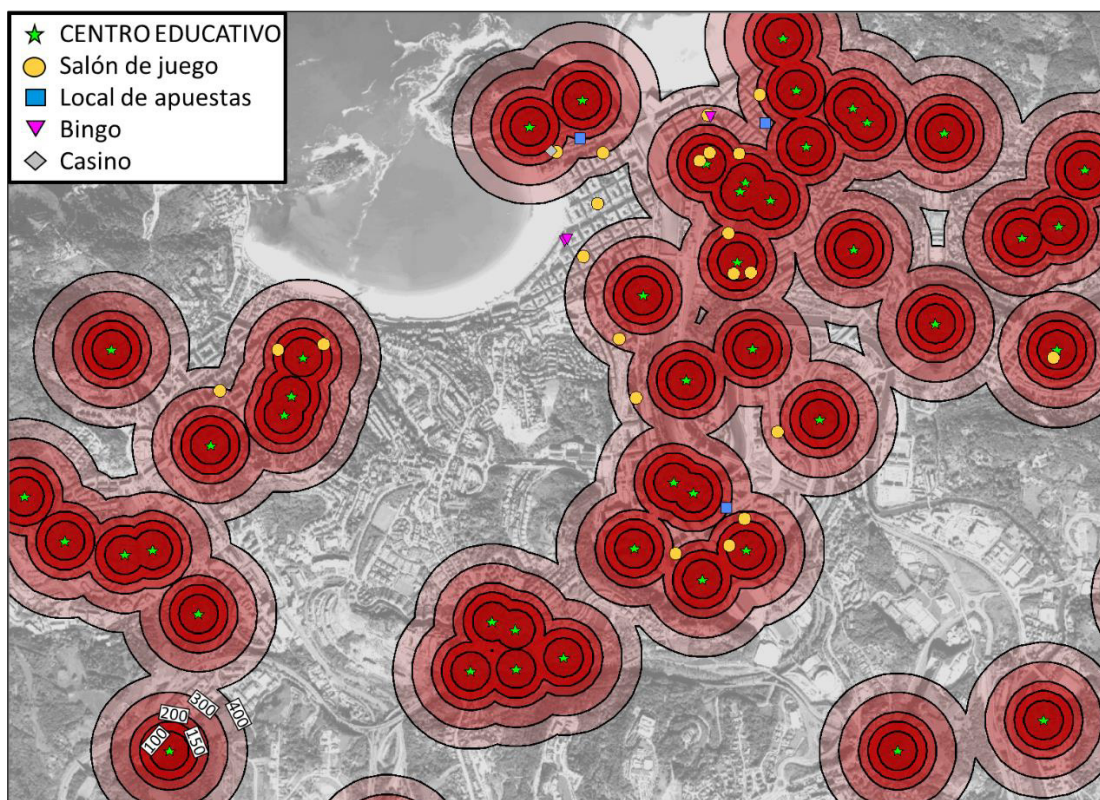 CENTRO EDUCATIVO
Salón de juego
Local de apuestas
Bingo
Casino
400
300
200
150
100